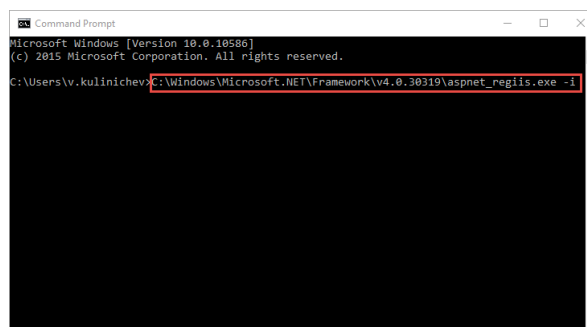 Command Prompt
Microsoft Windows [Version 10.0.10586]
(c) 2015 Microsoft Corporation. All rights reserved.
C:\Users\v.kulinichev>C:\Windows\Microsoft.NET\Framework\v4.0.30319\aspnet_regiis.exe -i